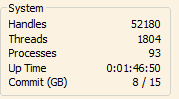 System
Handles 52180
Threads 1804
Processes 93
Up Time 0:01:46:50
Commit (GB) 8 / 15